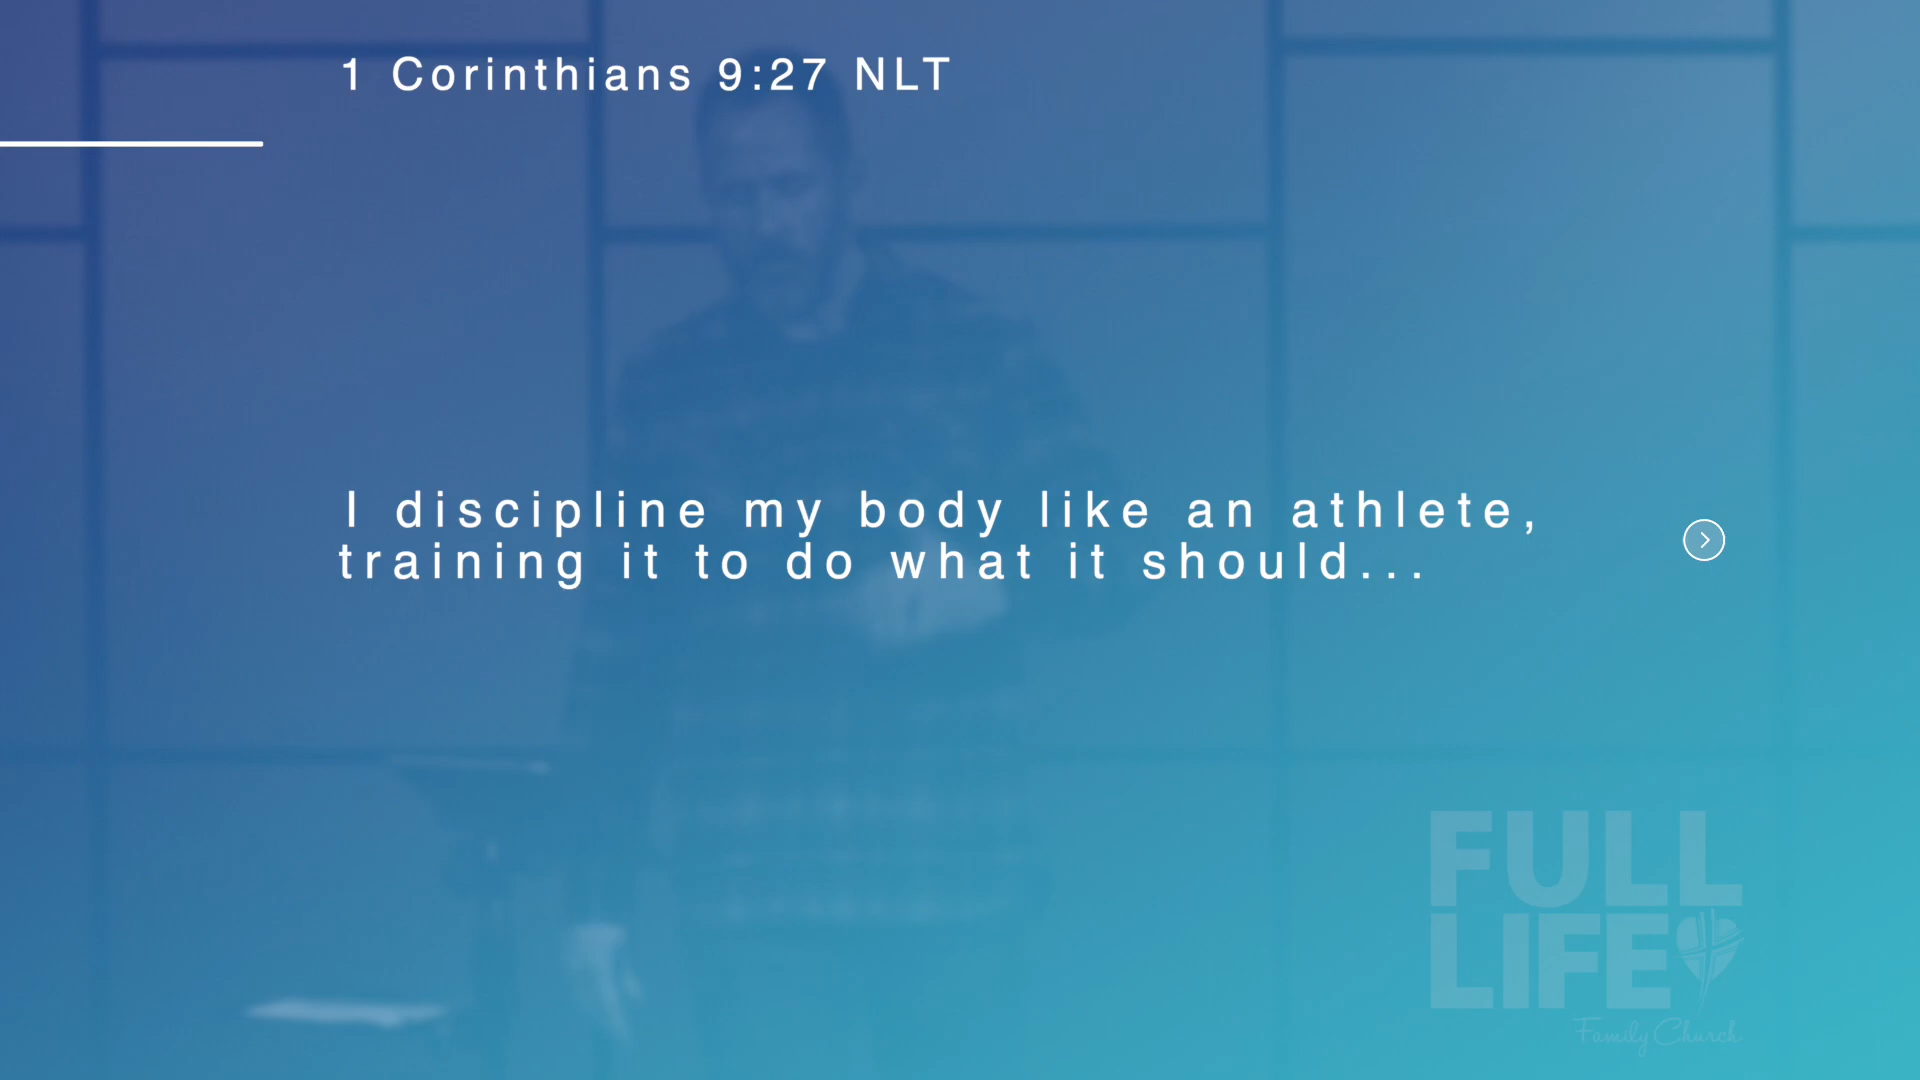 1 Corinthians 9:27 NLT
I discipline my body like an athlete,
training it to do what it should...
FULL
LIFE
Family Church